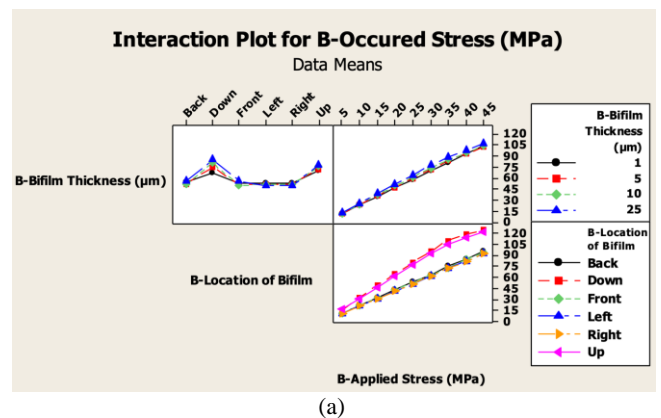 Interaction Plot for B-Occured Stress (MPa)
Data Means
Back Down Front Left Right Up
5 10 15 20 25 30 35 40 45
B-Bifilm Thickness (µm)
120
105
90
75
60
45
30
15
0
B-Location of Bifilm
120
105
90
75
60
45
30
15
0
B-Applied Stress (MPa)
B-Bifilm
Thickness
(µm)
1
5
10
25
B-Location
of Bifilm
Back
Down
Front
Left
Right
Up
(a)